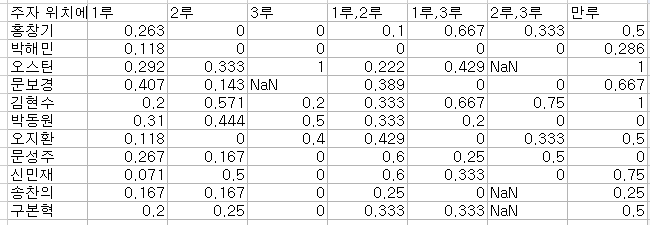 주자 위치에 1루 2루 3루 1루,2루 1루,3루 2루,3루 만루
홍창기 0.263 0 0 0.1 0.667 0.333 0.5
박해민 0.118 0 0 0 0 0 0.286
오스틴 0.292 0.333 1 0.222 0.429 NaN 1
문보경 0.407 0.143 NaN 0.389 0 0 0.667
김현수 0.2 0.571 0.2 0.333 0.667 0.75 1
박동원 0.31 0.444 0.5 0.333 0.2 0 0
오지환 0.118 0 0.4 0.429 0 0.333 0.5
문성주 0.267 0.167 0 0.6 0.25 0.5 0
신민재 0.071 0.5 0 0.6 0.333 0 0.75
송찬의 0.167 0.167 0 0.25 0 NaN 0.25
구본혁 0.2 0.25 0 0.333 0.333 NaN 0.5